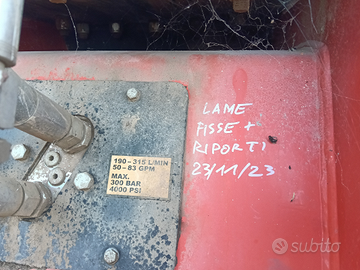 190 - 315 L/MIN
50 - 83 GPM
MAX.
300 BAR
4000 PSI
LAME
FISSE +
RIPORTI
23/11/23
subito